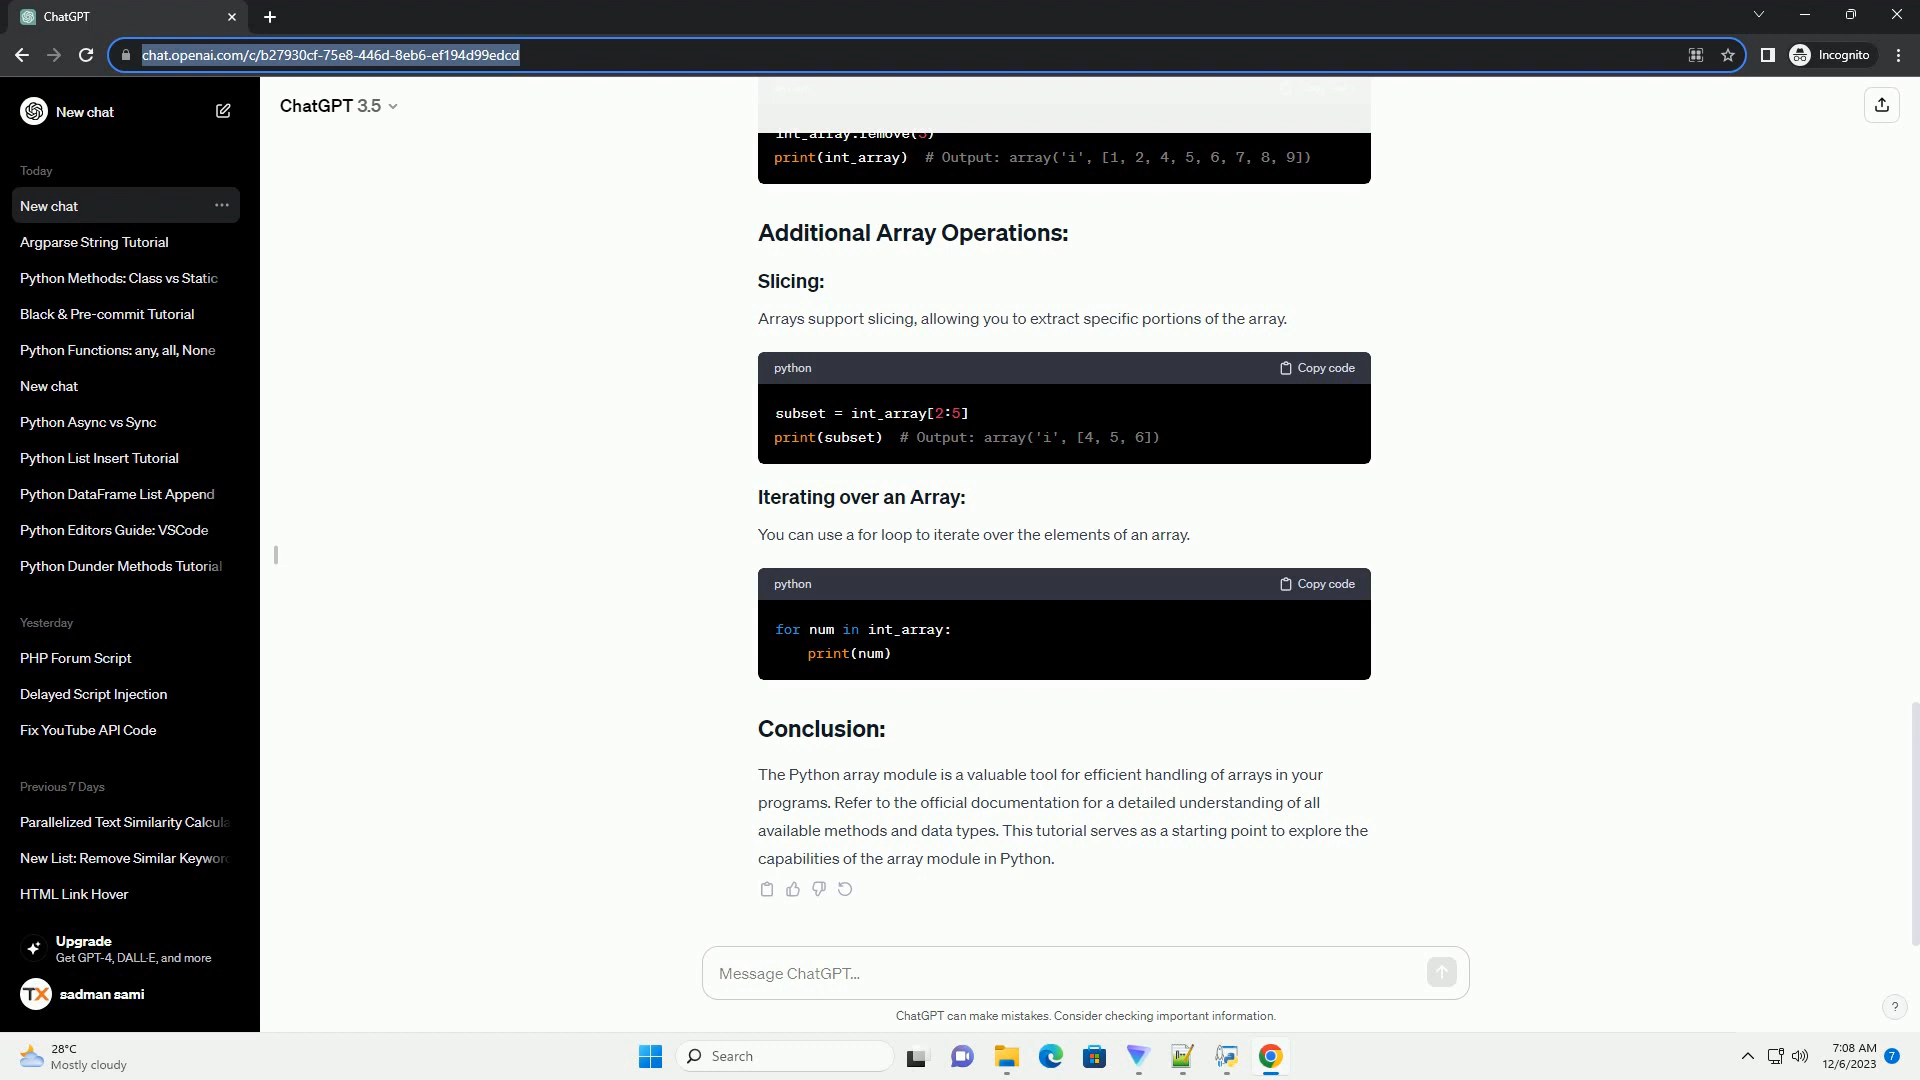 ChatGPT
chat.openai.com/c/b27930cf-75e8-446d-8eb6-ef194d99edcd
Incognito
New chat
Today
New chat
Argparse String Tutorial
Python Methods: Class vs Static
Black & Pre-commit Tutorial
Python Functions: any, all, None
New chat
Python Async vs Sync
Python List Insert Tutorial
Python DataFrame List Append
Python Editors Guide: VSCode
Python Dunder Methods Tutorial
Yesterday
PHP Forum Script
Delayed Script Injection
Fix YouTube API Code
Previous 7 Days
Parallelized Text Similarity Calcula
New List: Remove Similar Keywor
HTML Link Hover
Upgrade
Get GPT-4, DALL·E, and more
TX sadman sami
ChatGPT 3.5
int_array.remove(3)
print(int_array)  # Output: array('i', [1, 2, 4, 5, 6, 7, 8, 9])
Additional Array Operations:
Slicing:
Arrays support slicing, allowing you to extract specific portions of the array.
python Copy code
subset = int_array[2:5]
print(subset)  # Output: array('i', [4, 5, 6])
Iterating over an Array:
You can use a for loop to iterate over the elements of an array.
python Copy code
for num in int_array:
    print(num)
Conclusion:
The Python array module is a valuable tool for efficient handling of arrays in your
programs. Refer to the official documentation for a detailed understanding of all
available methods and data types. This tutorial serves as a starting point to explore the
capabilities of the array module in Python.
Message ChatGPT...
ChatGPT can make mistakes. Consider checking important information.
?
28°C
Mostly cloudy
Search
7:08 AM
12/6/2023
7